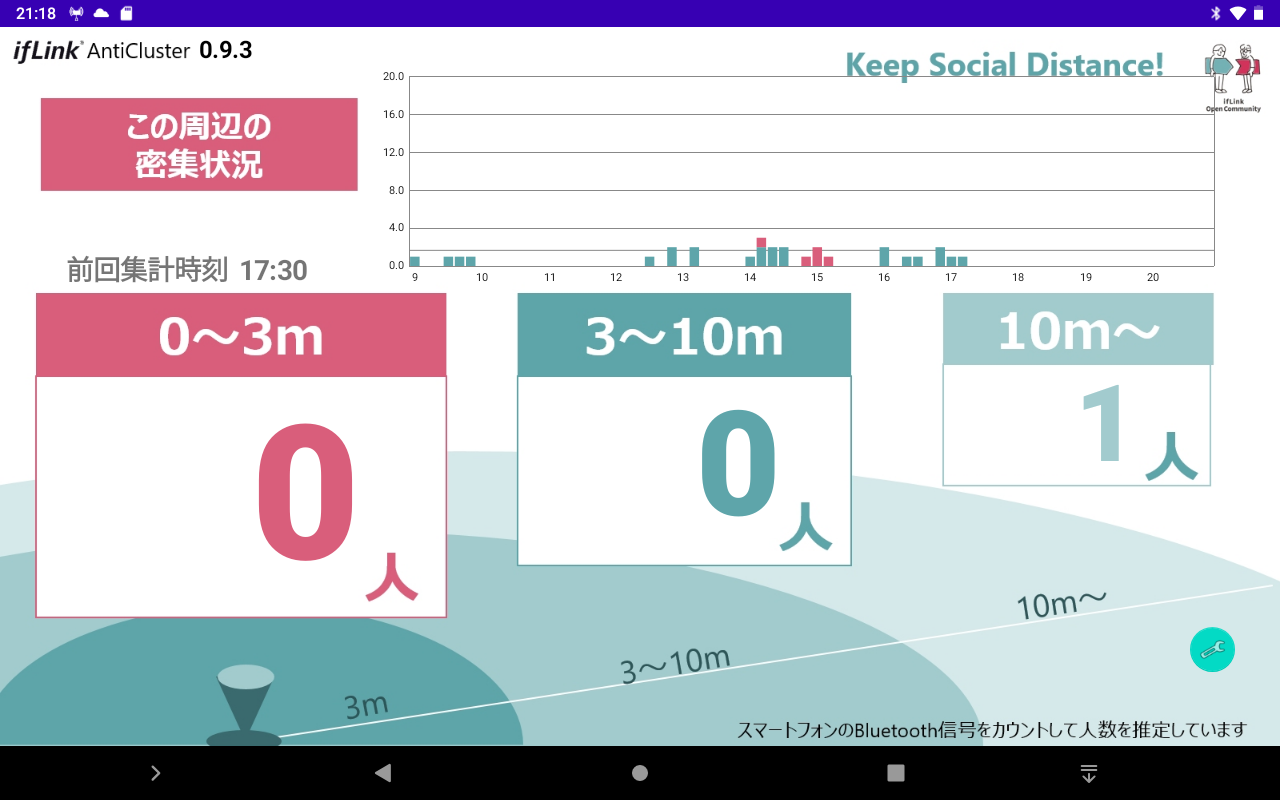 21:18
ifLink® AntiCluster 0.9.3
Keep Social Distance!
ifLink
Open Community
この周辺の
密集状況
20.0
16.0
12.0
8.0
4.0
0.0
9 10 11 12 13 14 15 16 17 18 19 20
前回集計時刻 17:30
0～3m
0人
3～10m
0人
10m～
1人
3m
3～10m
10m～
スマートフォンのBluetooth信号をカウントして人数を推定しています